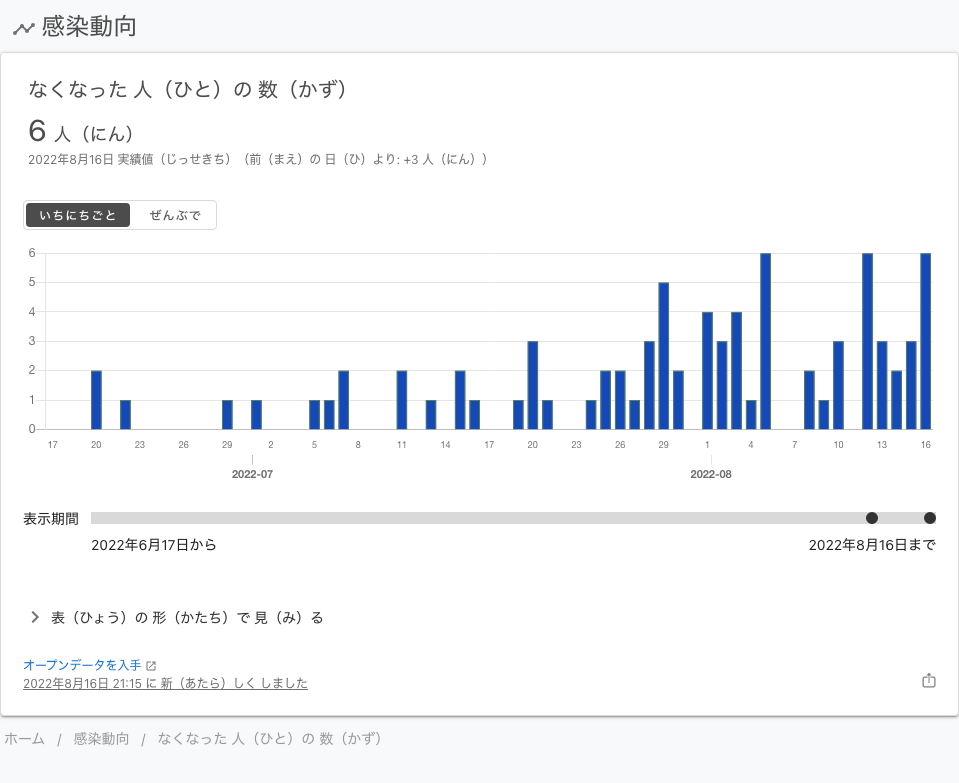 感染動向
なくなった 人（ひと）の 数（かず）
6 人（にん）
2022年8月16日 実績値（じっせきち）（前（まえ）の 日（ひ）より: +3 人（にん））
いちにちごと ぜんぶで
6
5
4
3
2
1
0
17 20 23 26 29 2 5 8 11 14 17 20 23 26 29 1 4 7 10 13 16
2022-07 2022-08
表示期間
2022年6月17日から 2022年8月16日まで
表（ひょう）の 形（かたち）で 見（み）る
オープンデータを入手
2022年8月16日 21:15 に 新（あたら）しく しました
ホーム / 感染動向 / なくなった 人（ひと）の 数（かず）